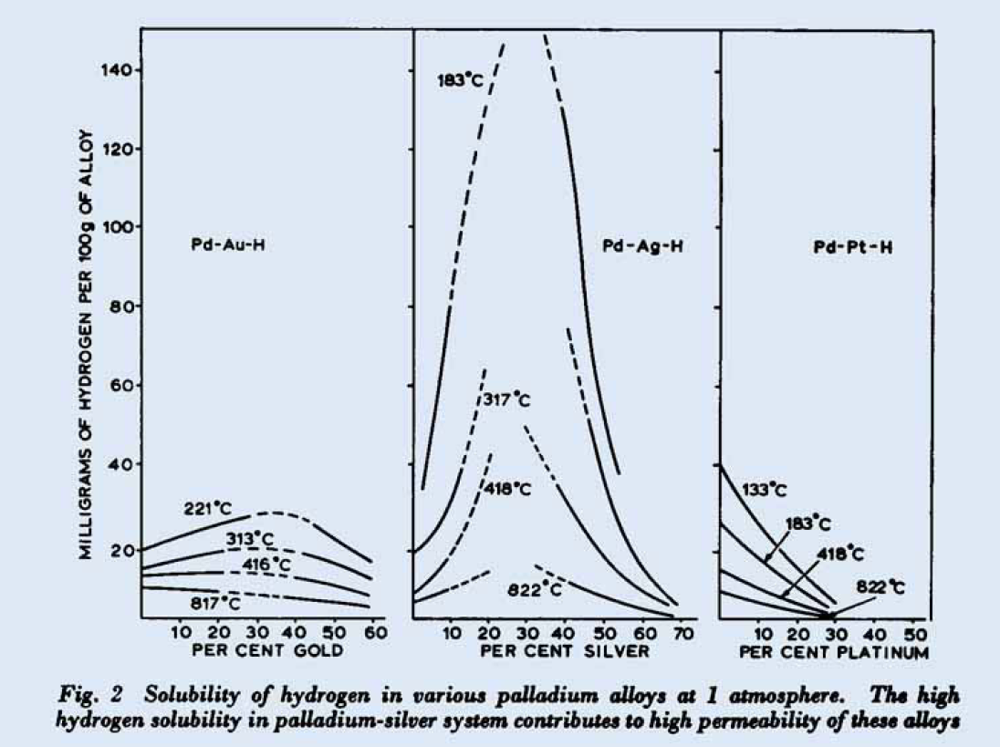 MILLIGRAMS OF HYDROGEN PER 100g OF ALLOY
140
120
100
80
60
40
20
Pd-Au-H
221°C
313°C
416°C
817°C
10 20 30 40 50 60
PER CENT GOLD
183°C
Pd-Ag-H
317°C
418°C
822°C
10 20 30 40 50 60 70
PER CENT SILVER
Pd-Pt-H
133°C
183°C
418°C
822°C
10 20 30 40 50
PER CENT PLATINUM
Fig. 2 Solubility of hydrogen in various palladium alloys at 1 atmosphere. The high
hydrogen solubility in palladium-silver system contributes to high permeability of these alloys